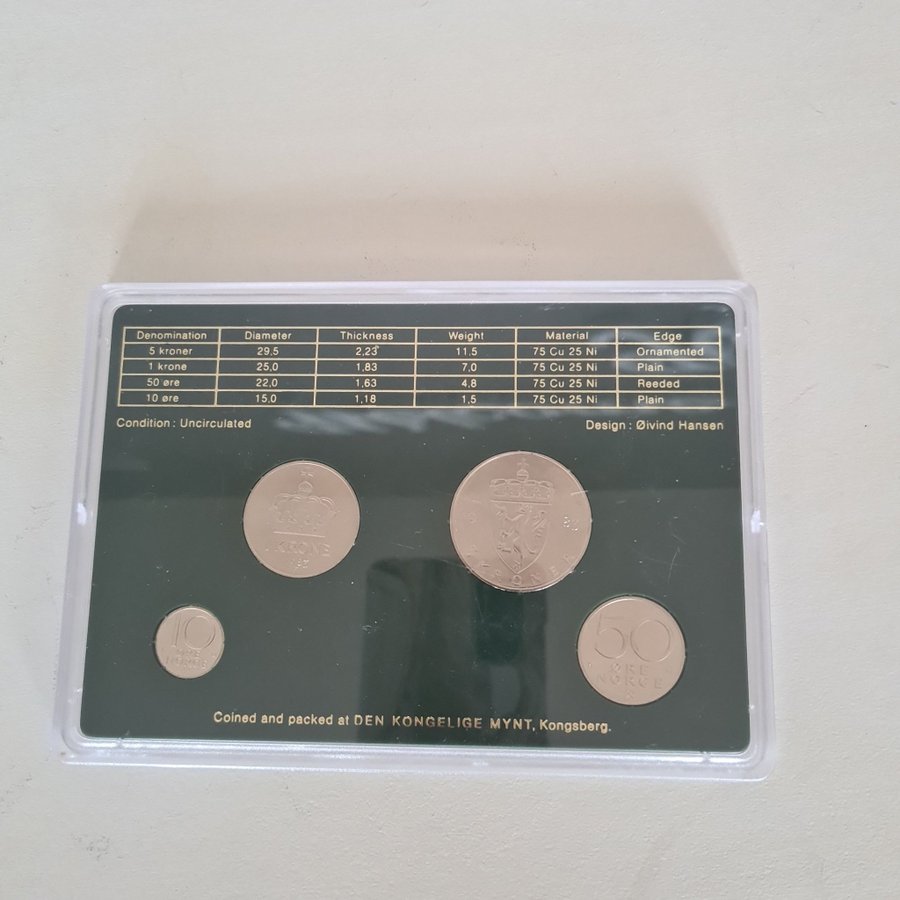 Denomination Diameter Thickness Weight Material Edge
5 kroner 29,5 2,23 11,5 75 Cu 25 Ni Ornamented
1 krone 25,0 1,83 7,0 75 Cu 25 Ni Plain
50 øre 22,0 1,63 4,8 75 Cu 25 Ni Reeded
10 øre 15,0 1,18 1,5 75 Cu 25 Ni Plain
Condition : Uncirculated Design : Øivind Hansen
1 KRONE
KRONER
10
ØRE
NORGE
50
ØRE
NORGE
Coined and packed at DEN KONGELIGE MYNT, Kongsberg.